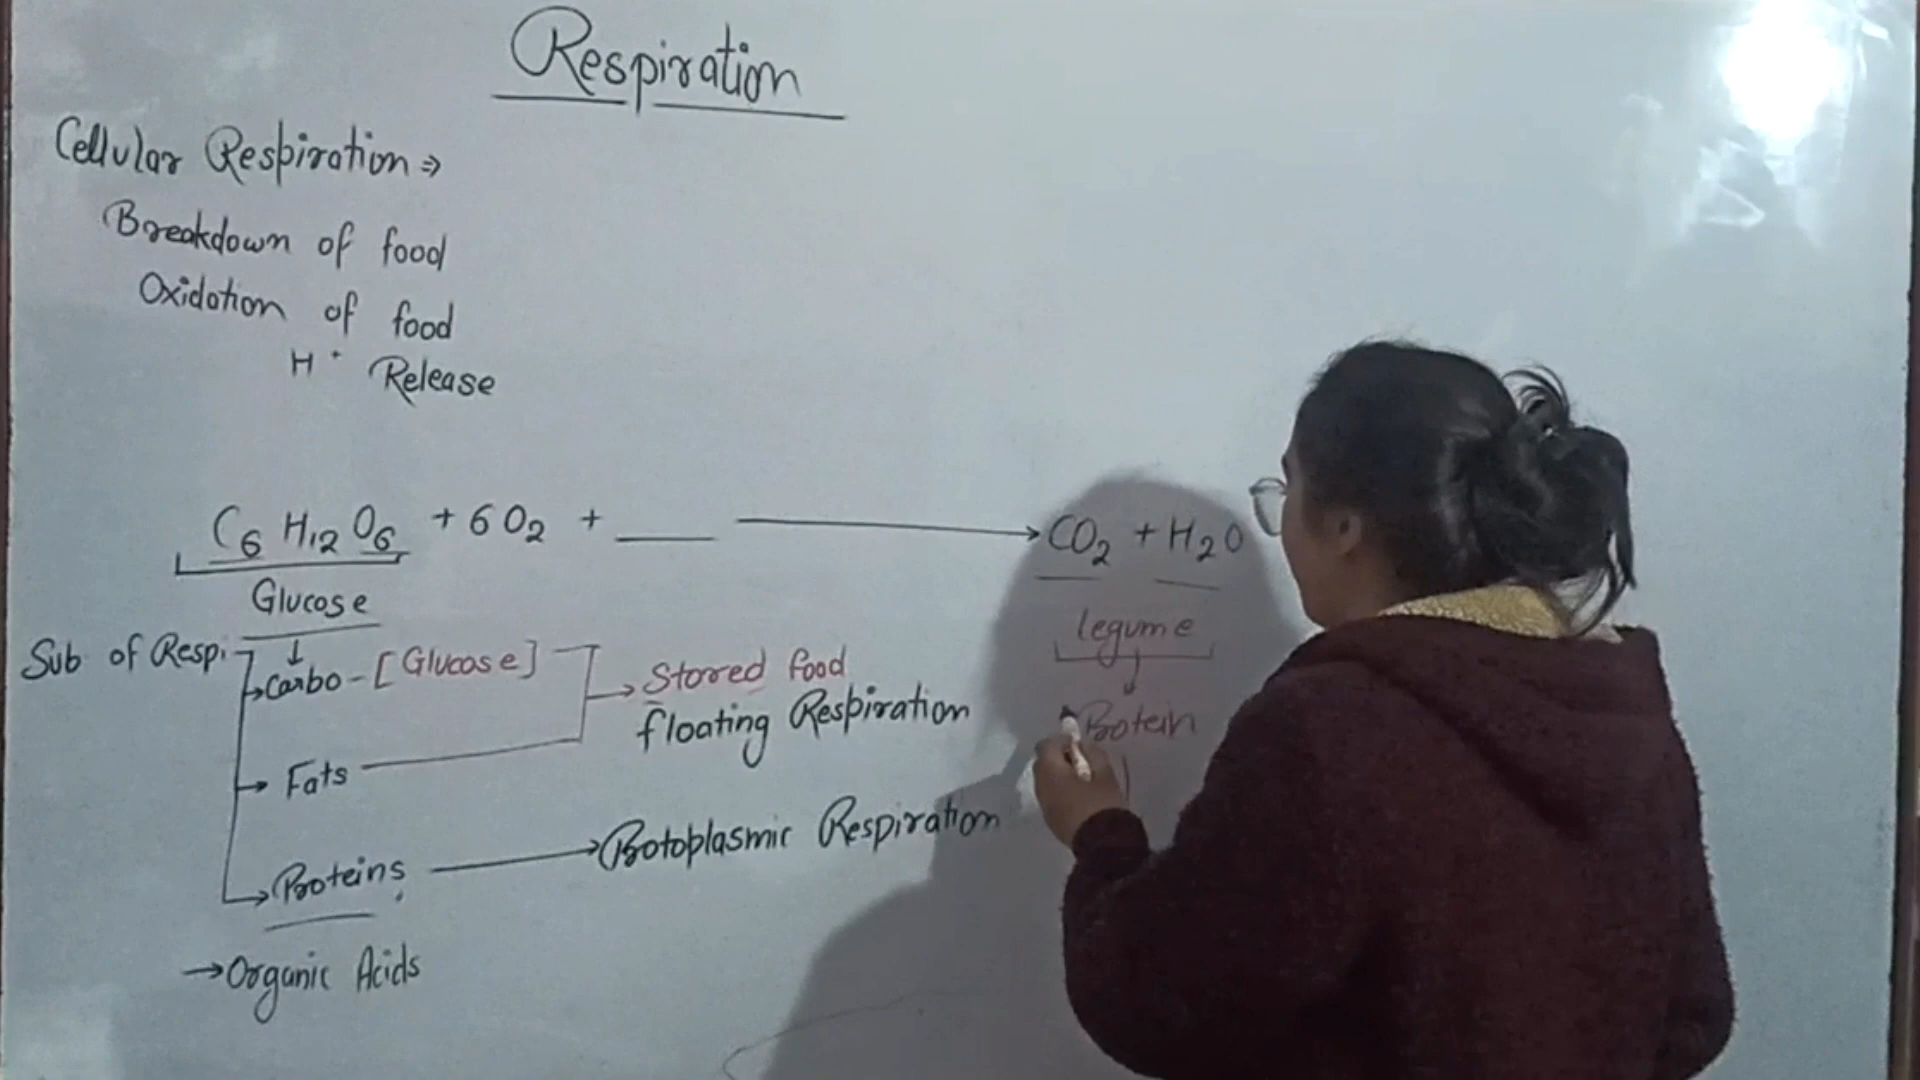 Respiration
Cellular Respiration ⇒
Breakdown of food
Oxidation of food
H⁺ Release
C6 H12 O6 + 6 O2 + ___ → CO2 + H2O
Glucose
legume
Sub of Respi.
Carbo - [Glucose] → Stored food
floating Respiration
Protein
Fats
Proteins → Protoplasmic Respiration
→ Organic Acids